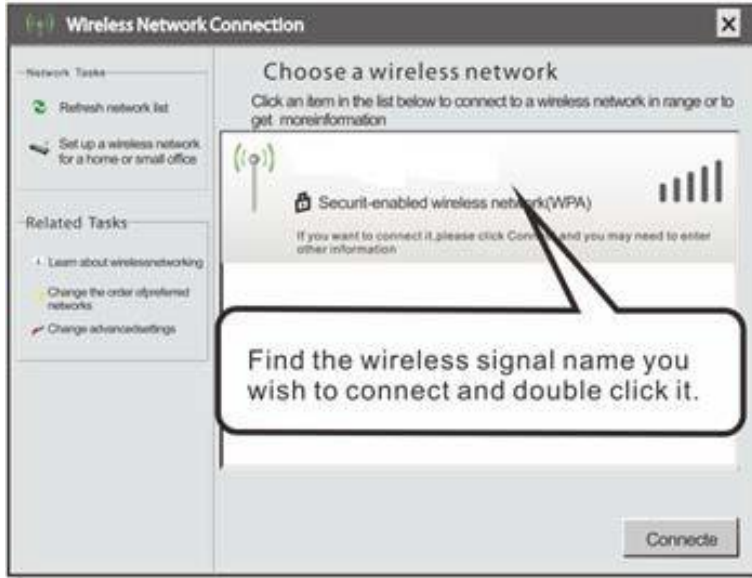 Wireless Network Connection
Network Tasks
Refresh network list
Set up a wireless network
for a home or small office
Related Tasks
Learn about wirelessnetworking
Change the order ofpreferred
networks
Change advancedsettings
Choose a wireless network
Click an item in the list below to connect to a wireless network in range or to
get moreinformation
Securit-enabled wireless network(WPA)
If you want to connect it,please click Connect and you may need to enter
other information
Find the wireless signal name you
wish to connect and double click it.
Connecte